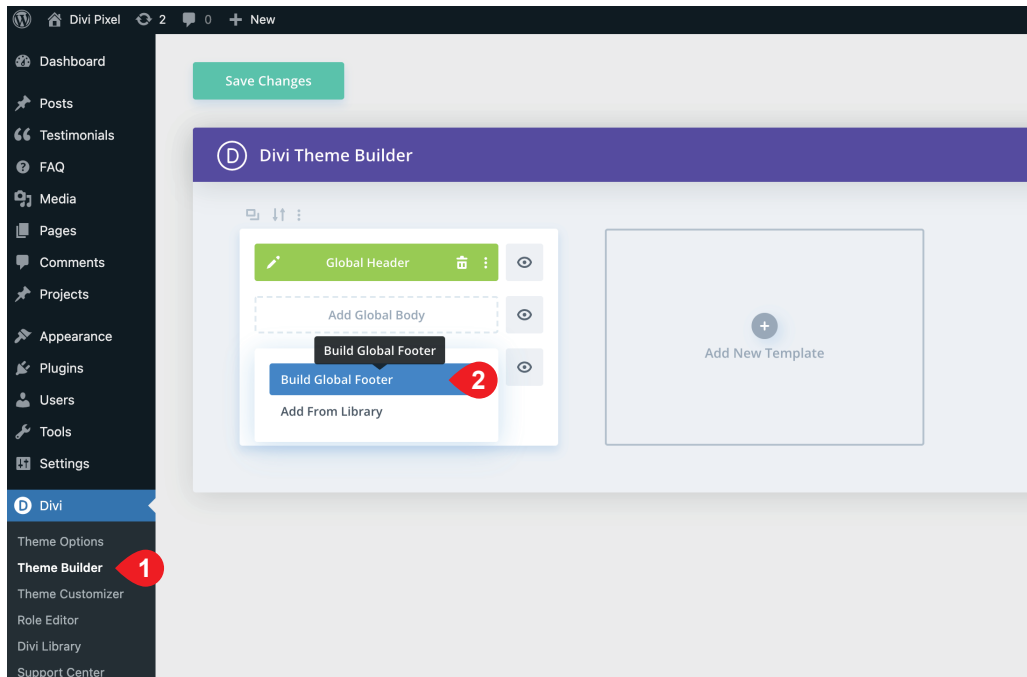 Divi Pixel 2 0 New
Dashboard
Posts
Testimonials
FAQ
Media
Pages
Comments
Projects
Appearance
Plugins
Users
Tools
Settings
D Divi
Theme Options
Theme Builder 1
Theme Customizer
Role Editor
Divi Library
Support Center
Save Changes
D Divi Theme Builder
Global Header
Add Global Body
Build Global Footer
Build Global Footer 2
Add From Library
Add New Template